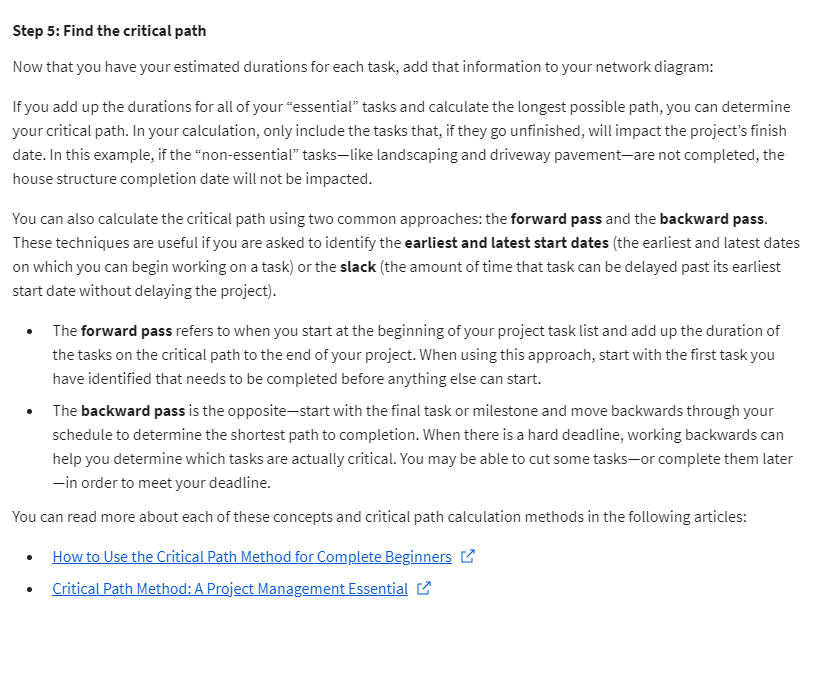 Step 5: Find the critical path
Now that you have your estimated durations for each task, add that information to your network diagram:
If you add up the durations for all of your “essential” tasks and calculate the longest possible path, you can determine
your critical path. In your calculation, only include the tasks that, if they go unfinished, will impact the project’s finish
date. In this example, if the “non-essential” tasks—like landscaping and driveway pavement—are not completed, the
house structure completion date will not be impacted.
You can also calculate the critical path using two common approaches: the forward pass and the backward pass.
These techniques are useful if you are asked to identify the earliest and latest start dates (the earliest and latest dates
on which you can begin working on a task) or the slack (the amount of time that task can be delayed past its earliest
start date without delaying the project).
• The forward pass refers to when you start at the beginning of your project task list and add up the duration of
the tasks on the critical path to the end of your project. When using this approach, start with the first task you
have identified that needs to be completed before anything else can start.
• The backward pass is the opposite—start with the final task or milestone and move backwards through your
schedule to determine the shortest path to completion. When there is a hard deadline, working backwards can
help you determine which tasks are actually critical. You may be able to cut some tasks—or complete them later
—in order to meet your deadline.
You can read more about each of these concepts and critical path calculation methods in the following articles:
• How to Use the Critical Path Method for Complete Beginners
• Critical Path Method: A Project Management Essential